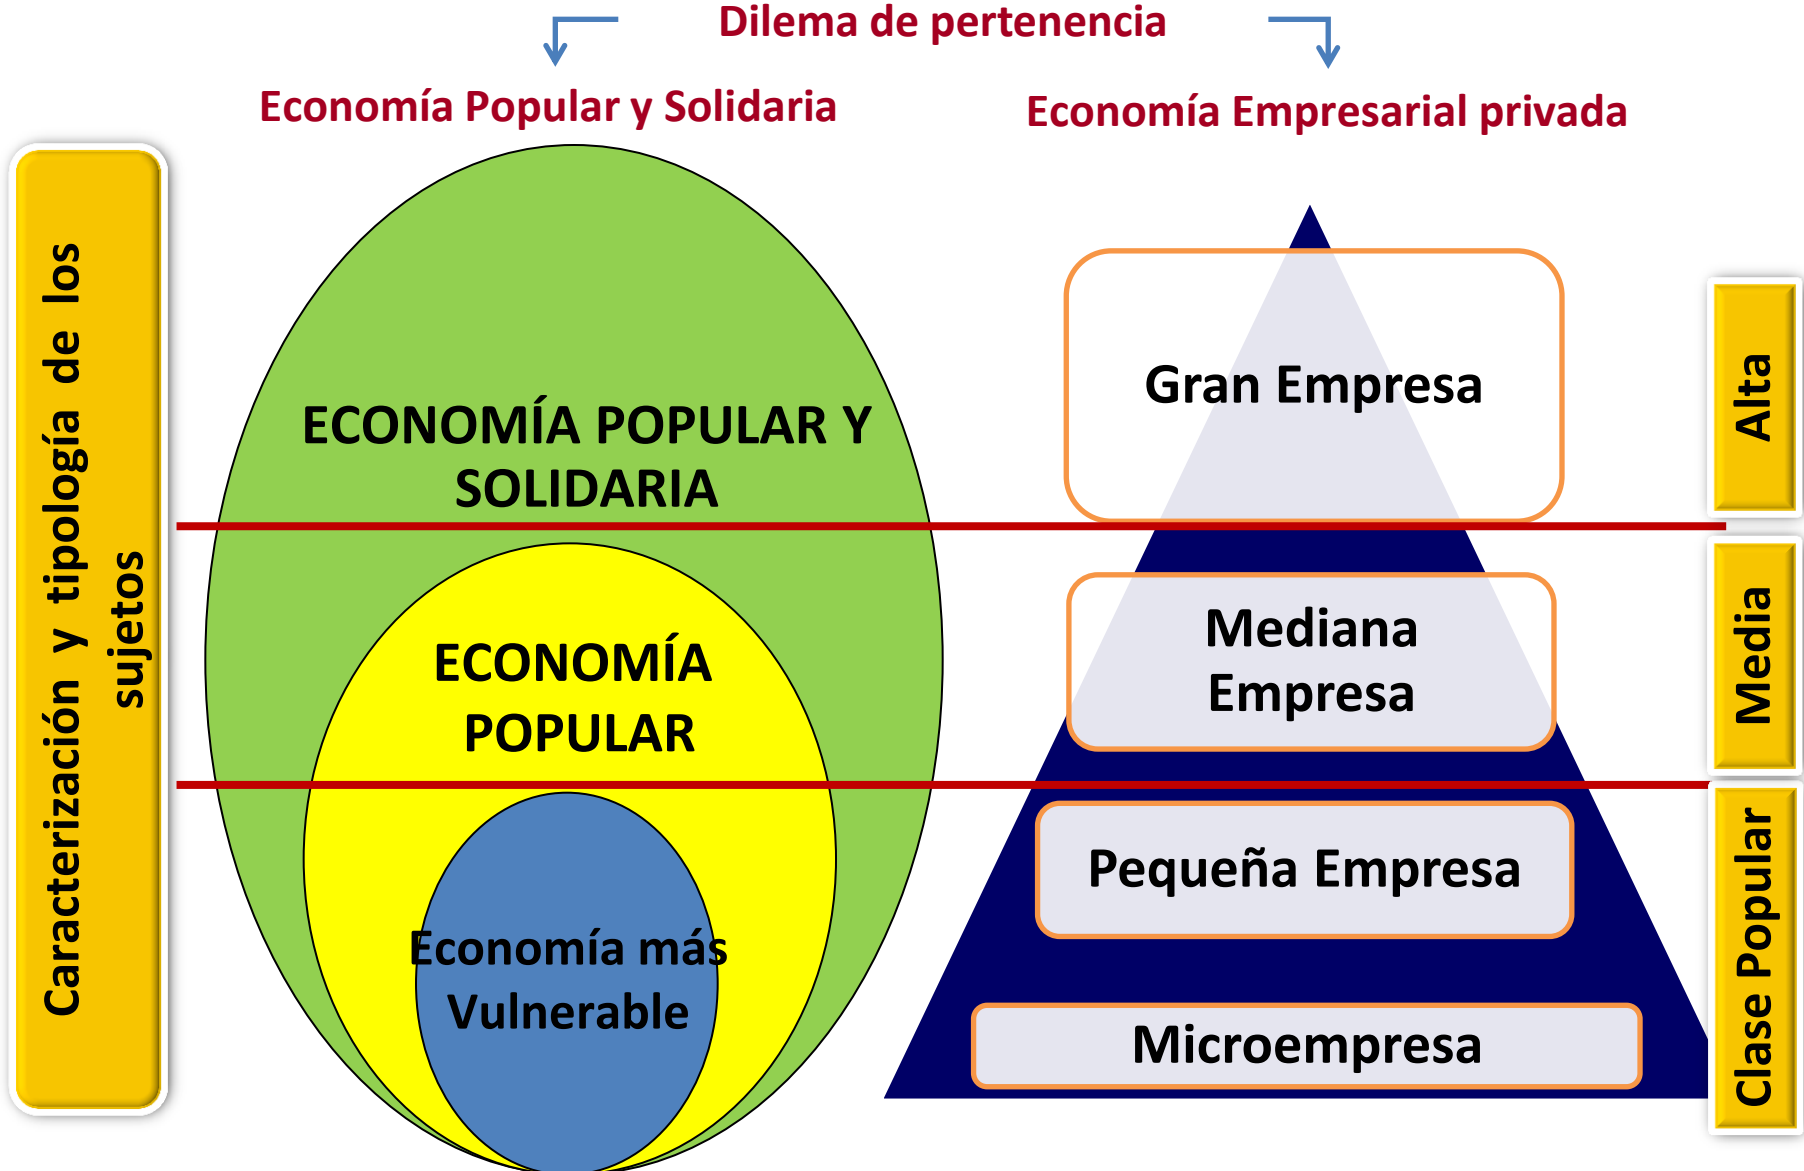 Dilema de pertenencia
Economía Popular y Solidaria
Economía Empresarial privada
Caracterización y tipología de los
sujetos
ECONOMÍA POPULAR Y
SOLIDARIA
ECONOMÍA
POPULAR
Economía más
Vulnerable
Gran Empresa
Mediana
Empresa
Pequeña Empresa
Microempresa
Alta
Media
Clase Popular